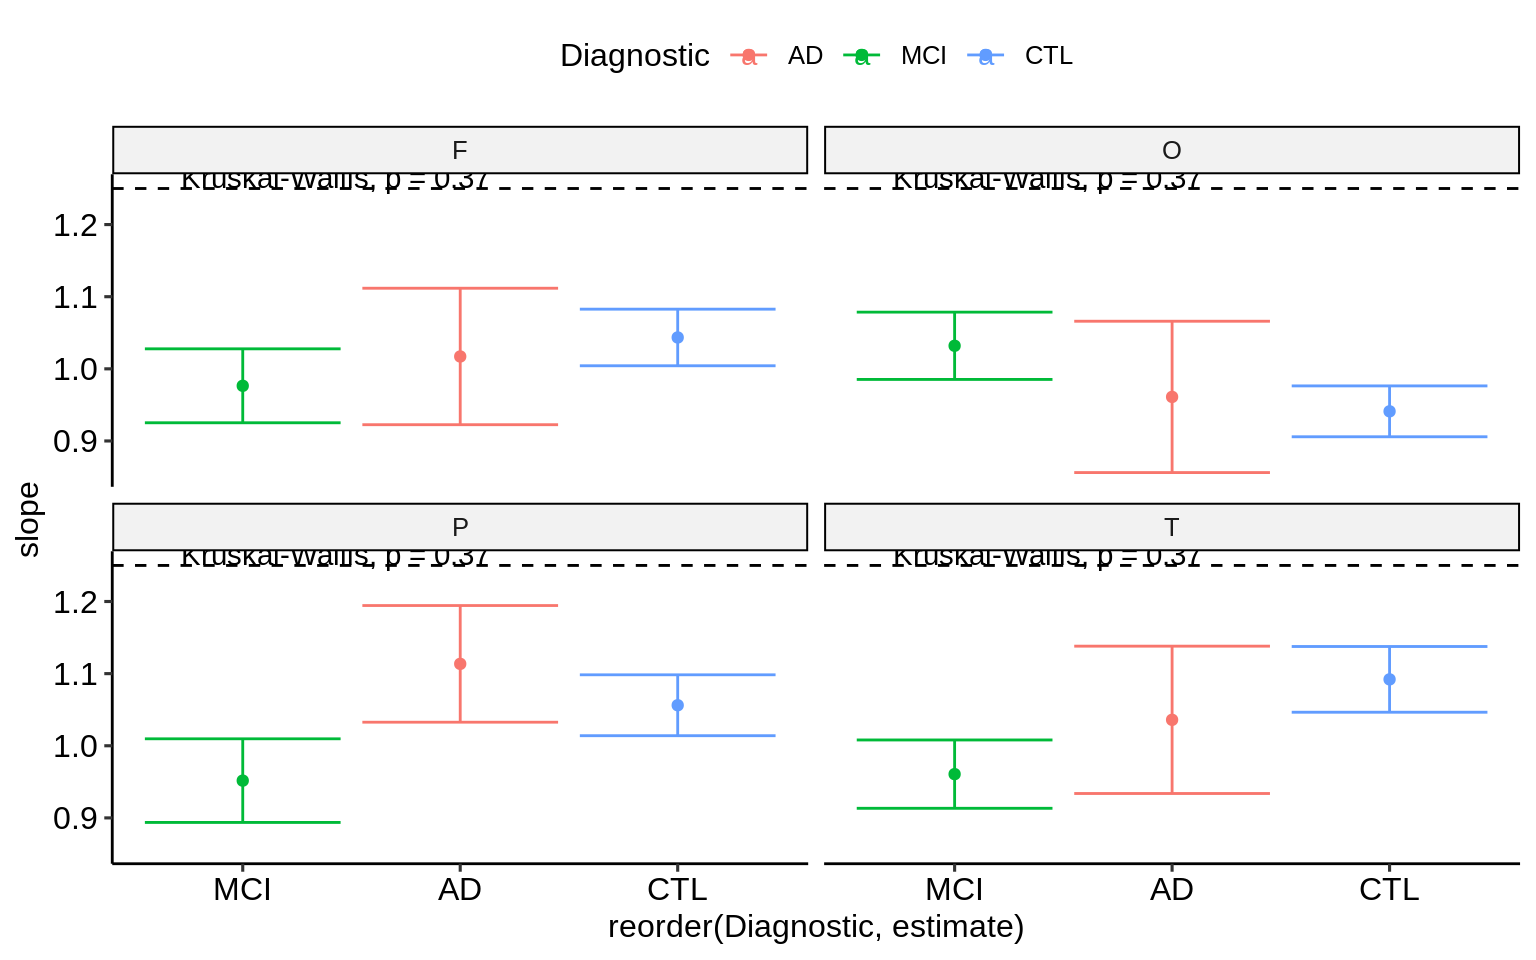 Diagnostic a AD a MCI a CTL
F O
Kruskal-Wallis, p = 0.37 Kruskal-Wallis, p = 0.37
1.2
1.1
1.0
0.9
slope
P T
Kruskal-Wallis, p = 0.37 Kruskal-Wallis, p = 0.37
1.2
1.1
1.0
0.9
MCI AD CTL MCI AD CTL
reorder(Diagnostic, estimate)